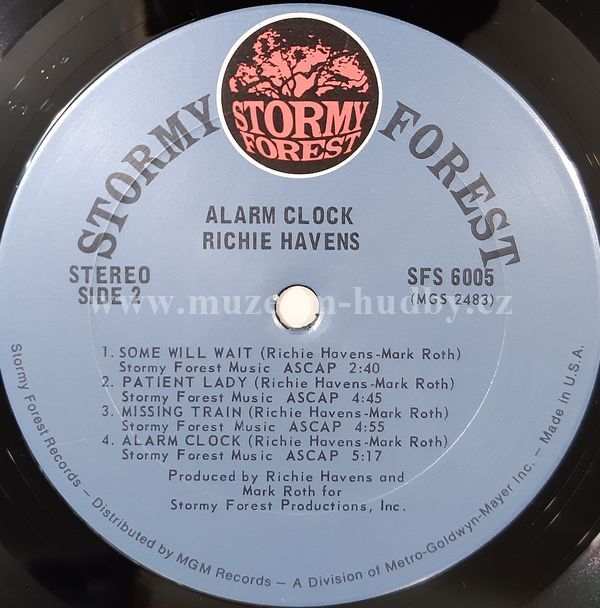 STORMY
FOREST
STORMY FOREST
ALARM CLOCK
RICHIE HAVENS
STEREO
SIDE 2
SFS 6005
(MGS 2483)
www.muzeum-hudby.cz
1. SOME WILL WAIT (Richie Havens-Mark Roth)
Stormy Forest Music ASCAP 2:40
2. PATIENT LADY (Richie Havens-Mark Roth)
Stormy Forest Music ASCAP 4:45
3. MISSING TRAIN (Richie Havens-Mark Roth)
Stormy Forest Music ASCAP 4:55
4. ALARM CLOCK (Richie Havens-Mark Roth)
Stormy Forest Music ASCAP 5:17
Produced by Richie Havens and
Mark Roth for
Stormy Forest Productions, Inc.
Stormy Forest Records – Distributed by MGM Records – A Division of Metro-Goldwyn-Mayer Inc. – Made in U.S.A.